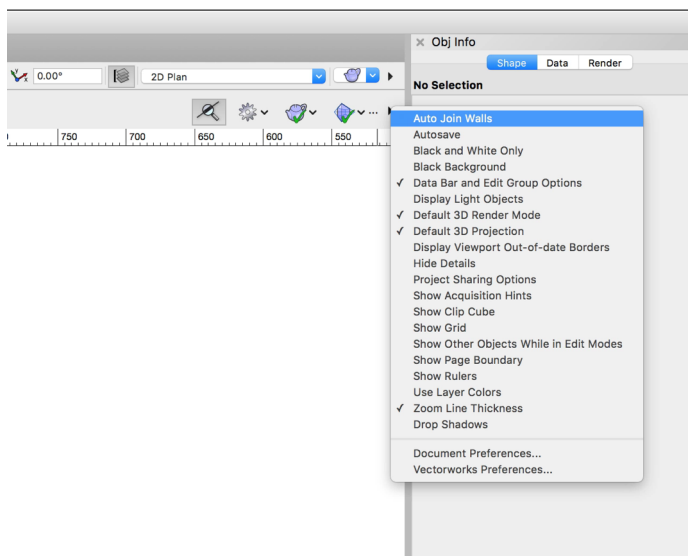 Obj Info
Shape Data Render
No Selection
0.00°
2D Plan
750 700 650 600 550
Auto Join Walls
Autosave
Black and White Only
Black Background
✓ Data Bar and Edit Group Options
Display Light Objects
✓ Default 3D Render Mode
✓ Default 3D Projection
Display Viewport Out-of-date Borders
Hide Details
Project Sharing Options
Show Acquisition Hints
Show Clip Cube
Show Grid
Show Other Objects While in Edit Modes
Show Page Boundary
Show Rulers
Use Layer Colors
✓ Zoom Line Thickness
Drop Shadows
Document Preferences...
Vectorworks Preferences...